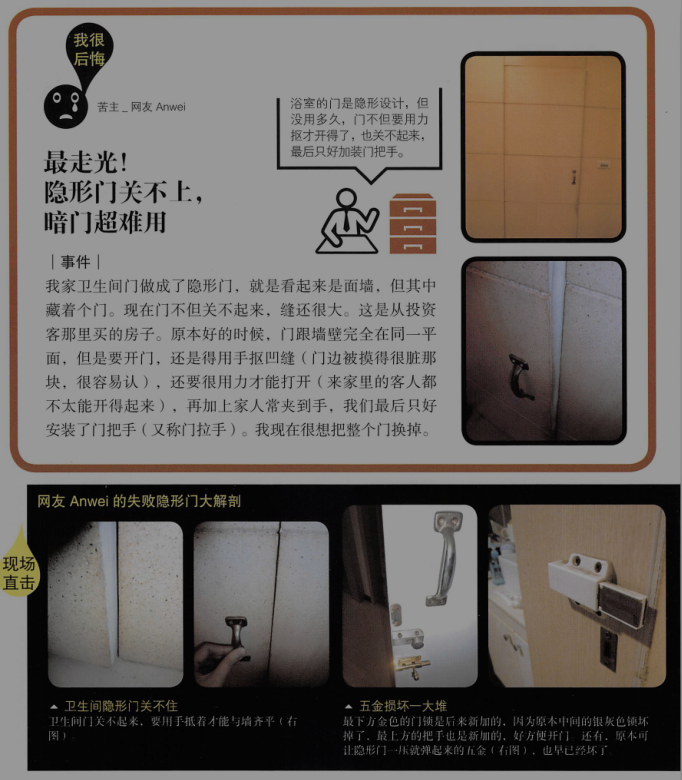 我很
后悔
苦主_网友 Anwei
浴室的门是隐形设计，但
没用多久，门不但要用力
抠才开得了，也关不起来，
最后只好加装门把手。
最走光！
隐形门关不上，
暗门超难用
｜事件｜
我家卫生间门做成了隐形门，就是看起来是面墙，但其中
藏着个门。现在门不但关不起来，缝还很大。这是从投资
客那里买的房子。原本好的时候，门跟墙壁完全在同一平
面，但是要开门，还是得用手抠凹缝（门边被摸得很脏那
块，很容易认），还要很用力才能打开（来家里的客人都
不太能开得起来），再加上家人常夹到手，我们最后只好
安装了门把手（又称门拉手）。我现在很想把整个门换掉。
网友 Anwei 的失败隐形门大解剖
现场
直击
卫生间隐形门关不住
卫生间门关不起来，要用手抵着才能与墙齐平（右
图）。
五金损坏一大堆
最下方金色的门锁是后来新加的，因为原本中间的银灰色锁坏
掉了，最上方的把手也是新加的，好方便开门。还有，原本可
让隐形门一压就弹起来的五金（右图），也早已经坏了。